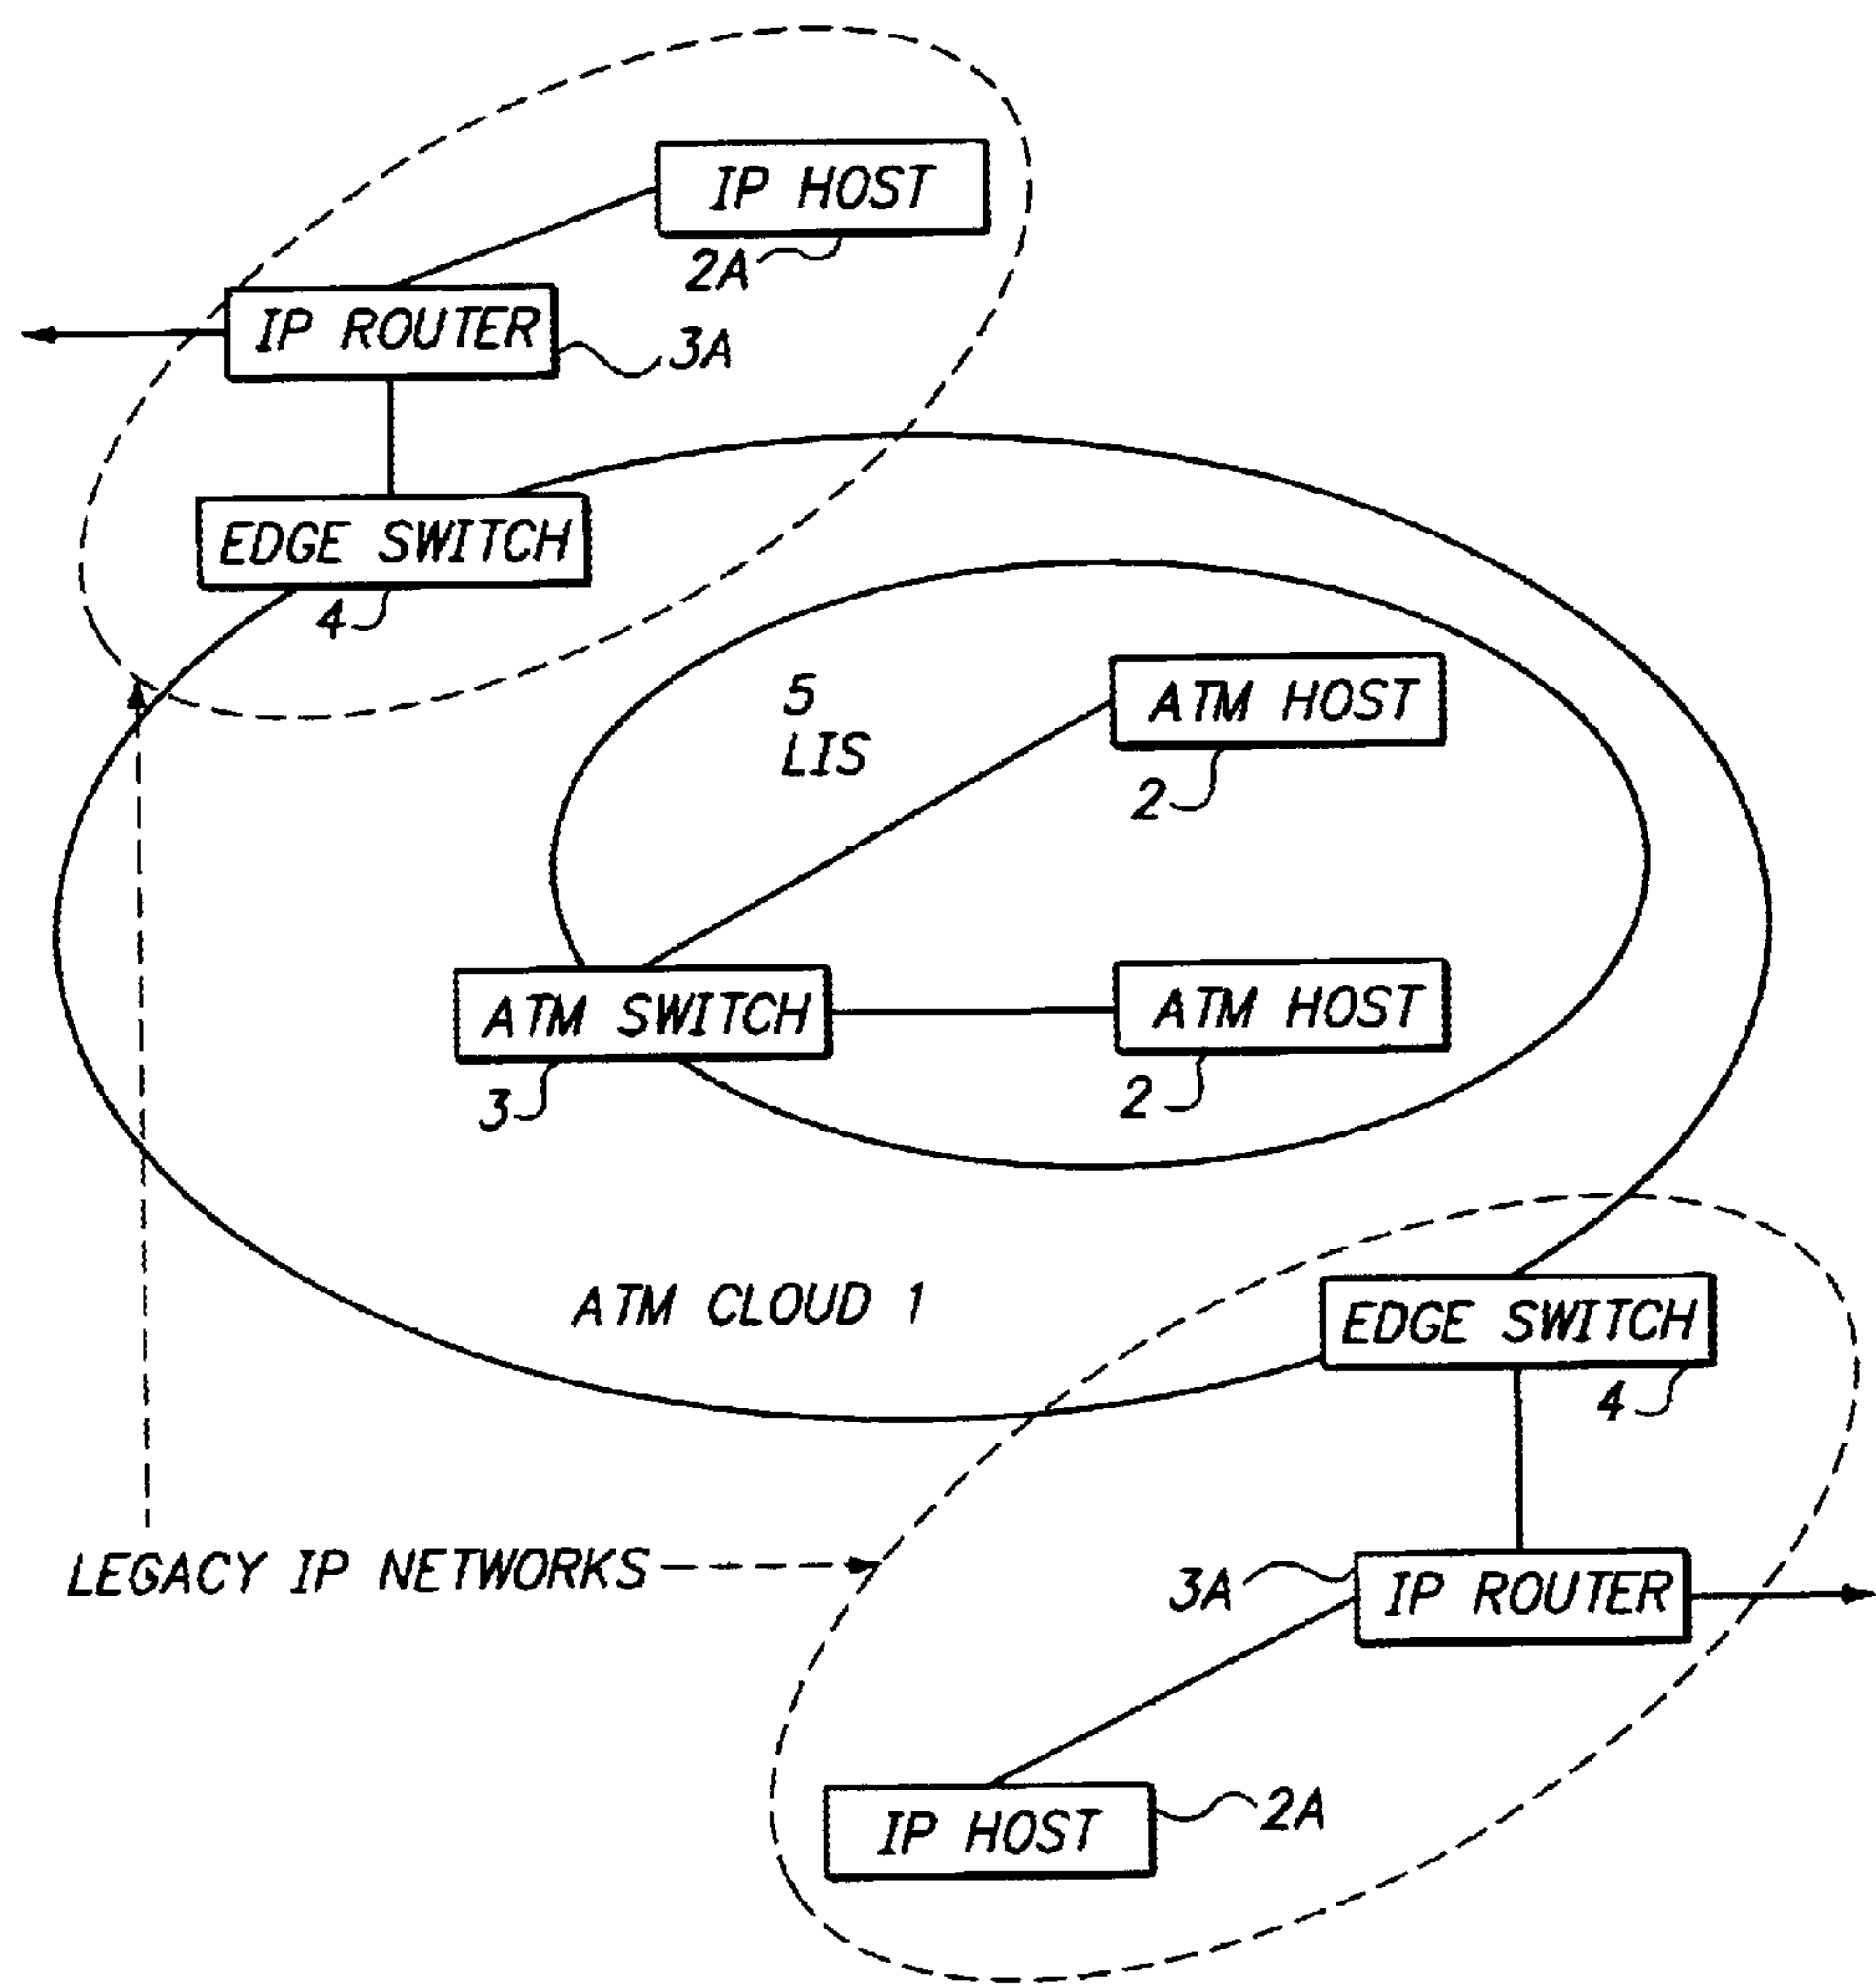 IP HOST
2A
IP ROUTER
3A
EDGE SWITCH
4
5
LIS
ATM HOST
2
ATM SWITCH
3
ATM HOST
2
ATM CLOUD 1
EDGE SWITCH
4
LEGACY IP NETWORKS
3A
IP ROUTER
IP HOST
2A